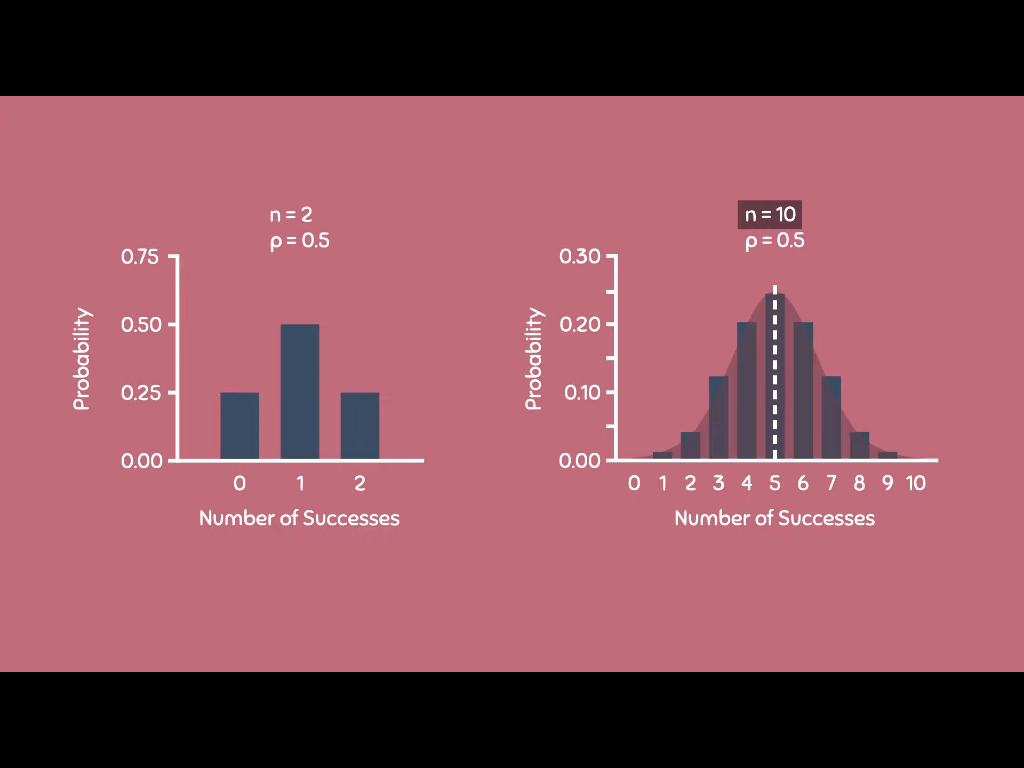 n = 2
ρ = 0.5
0.75
0.50
0.25
0.00
Probability
0 1 2
Number of Successes
n = 10
ρ = 0.5
0.30
0.20
0.10
0.00
Probability
0 1 2 3 4 5 6 7 8 9 10
Number of Successes